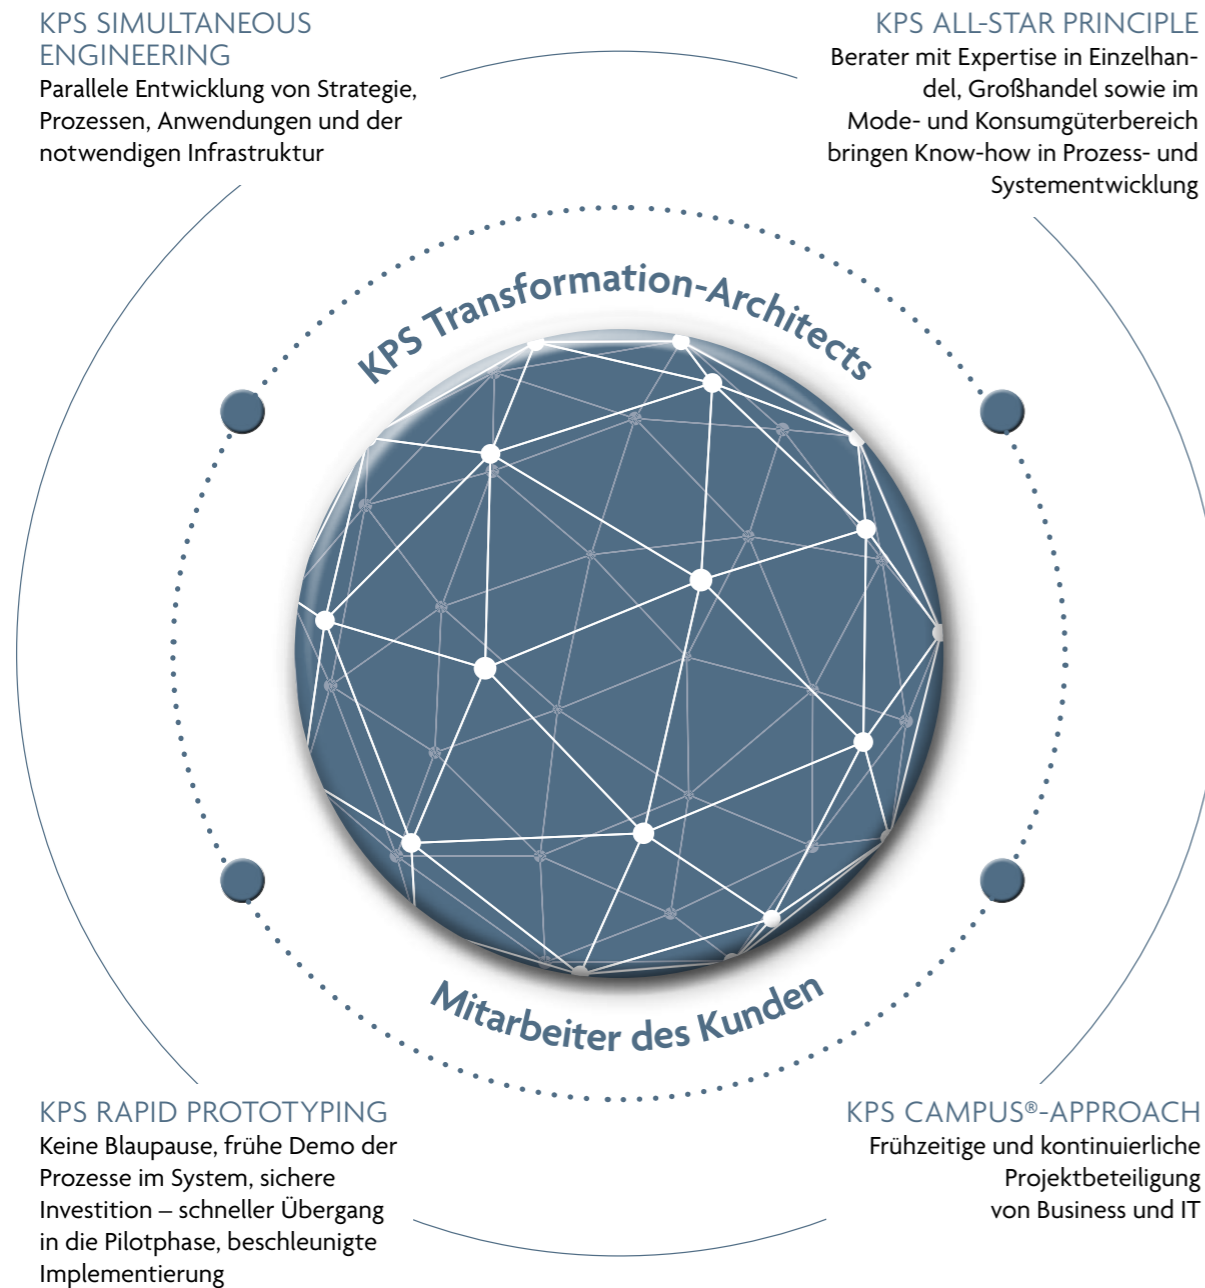 KPS SIMULTANEOUS
ENGINEERING
Parallele Entwicklung von Strategie,
Prozessen, Anwendungen und der
notwendigen Infrastruktur
KPS ALL-STAR PRINCIPLE
Berater mit Expertise in Einzelhan-
del, Großhandel sowie im
Mode- und Konsumgüterbereich
bringen Know-how in Prozess- und
Systementwicklung
KPS Transformation-Architects
Mitarbeiter des Kunden
KPS RAPID PROTOTYPING
Keine Blaupause, frühe Demo der
Prozesse im System, sichere
Investition – schneller Übergang
in die Pilotphase, beschleunigte
Implementierung
KPS CAMPUS®-APPROACH
Frühzeitige und kontinuierliche
Projektbeteiligung
von Business und IT